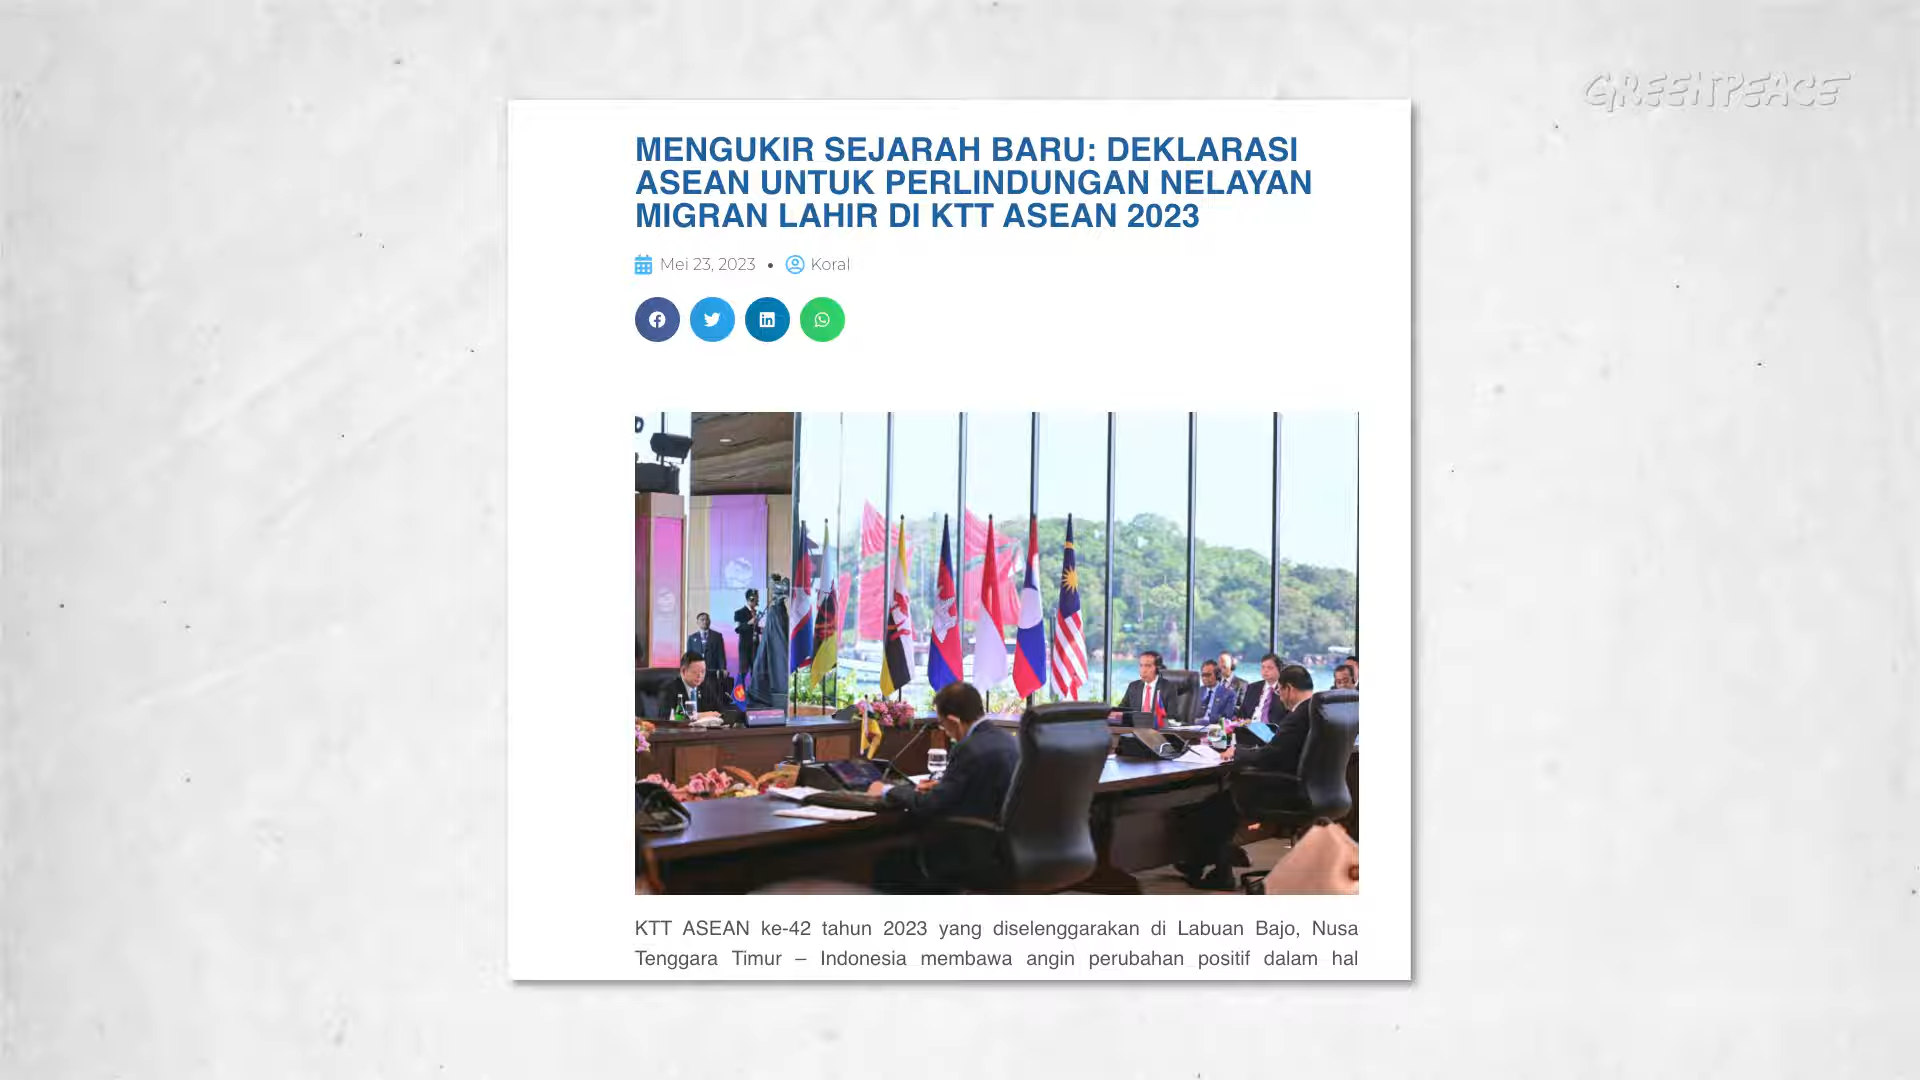 GREENPEACE
MENGUKIR SEJARAH BARU: DEKLARASI
ASEAN UNTUK PERLINDUNGAN NELAYAN
MIGRAN LAHIR DI KTT ASEAN 2023
Mei 23, 2023 • Koral
KTT ASEAN ke-42 tahun 2023 yang diselenggarakan di Labuan Bajo, Nusa
Tenggara Timur – Indonesia membawa angin perubahan positif dalam hal